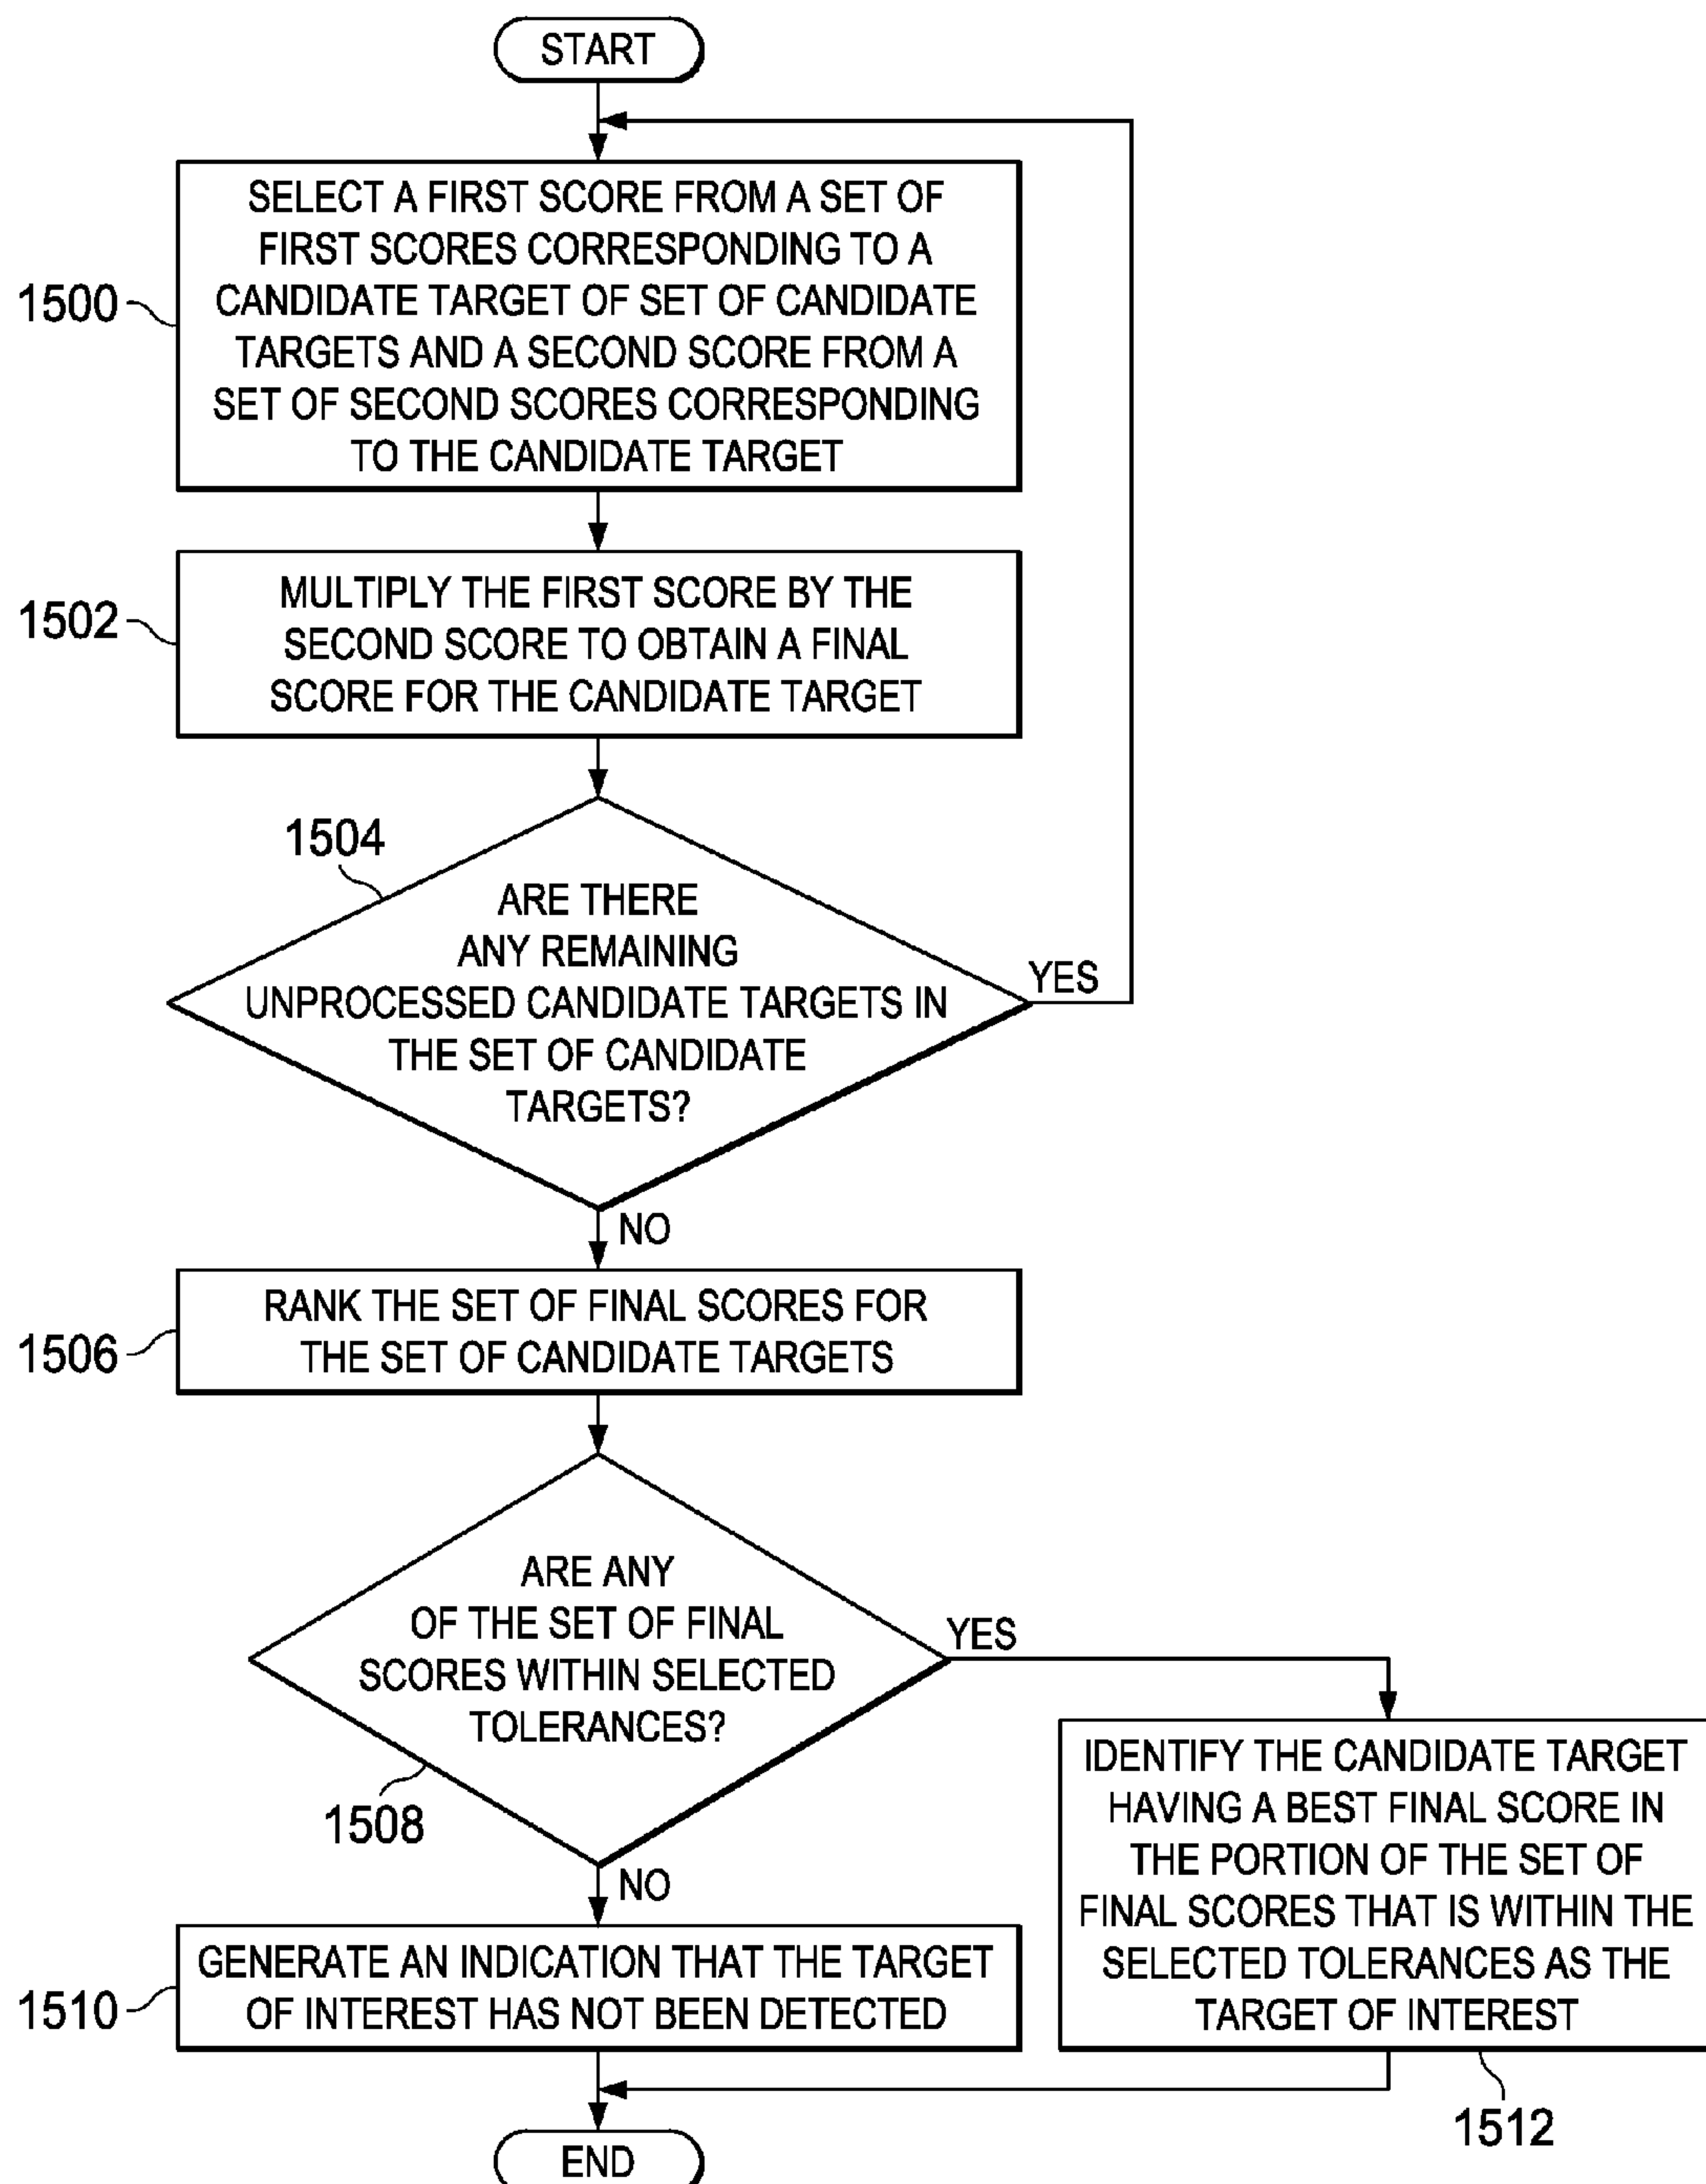 START
SELECT A FIRST SCORE FROM A SET OF
FIRST SCORES CORRESPONDING TO A
CANDIDATE TARGET OF SET OF CANDIDATE
TARGETS AND A SECOND SCORE FROM A
SET OF SECOND SCORES CORRESPONDING
TO THE CANDIDATE TARGET
1500
MULTIPLY THE FIRST SCORE BY THE
SECOND SCORE TO OBTAIN A FINAL
SCORE FOR THE CANDIDATE TARGET
1502
1504
ARE THERE
ANY REMAINING
UNPROCESSED CANDIDATE TARGETS IN
THE SET OF CANDIDATE
TARGETS?
YES
NO
RANK THE SET OF FINAL SCORES FOR
THE SET OF CANDIDATE TARGETS
1506
ARE ANY
OF THE SET OF FINAL
SCORES WITHIN SELECTED
TOLERANCES?
1508
YES
NO
IDENTIFY THE CANDIDATE TARGET
HAVING A BEST FINAL SCORE IN
THE PORTION OF THE SET OF
FINAL SCORES THAT IS WITHIN THE
SELECTED TOLERANCES AS THE
TARGET OF INTEREST
1512
GENERATE AN INDICATION THAT THE TARGET
OF INTEREST HAS NOT BEEN DETECTED
1510
END